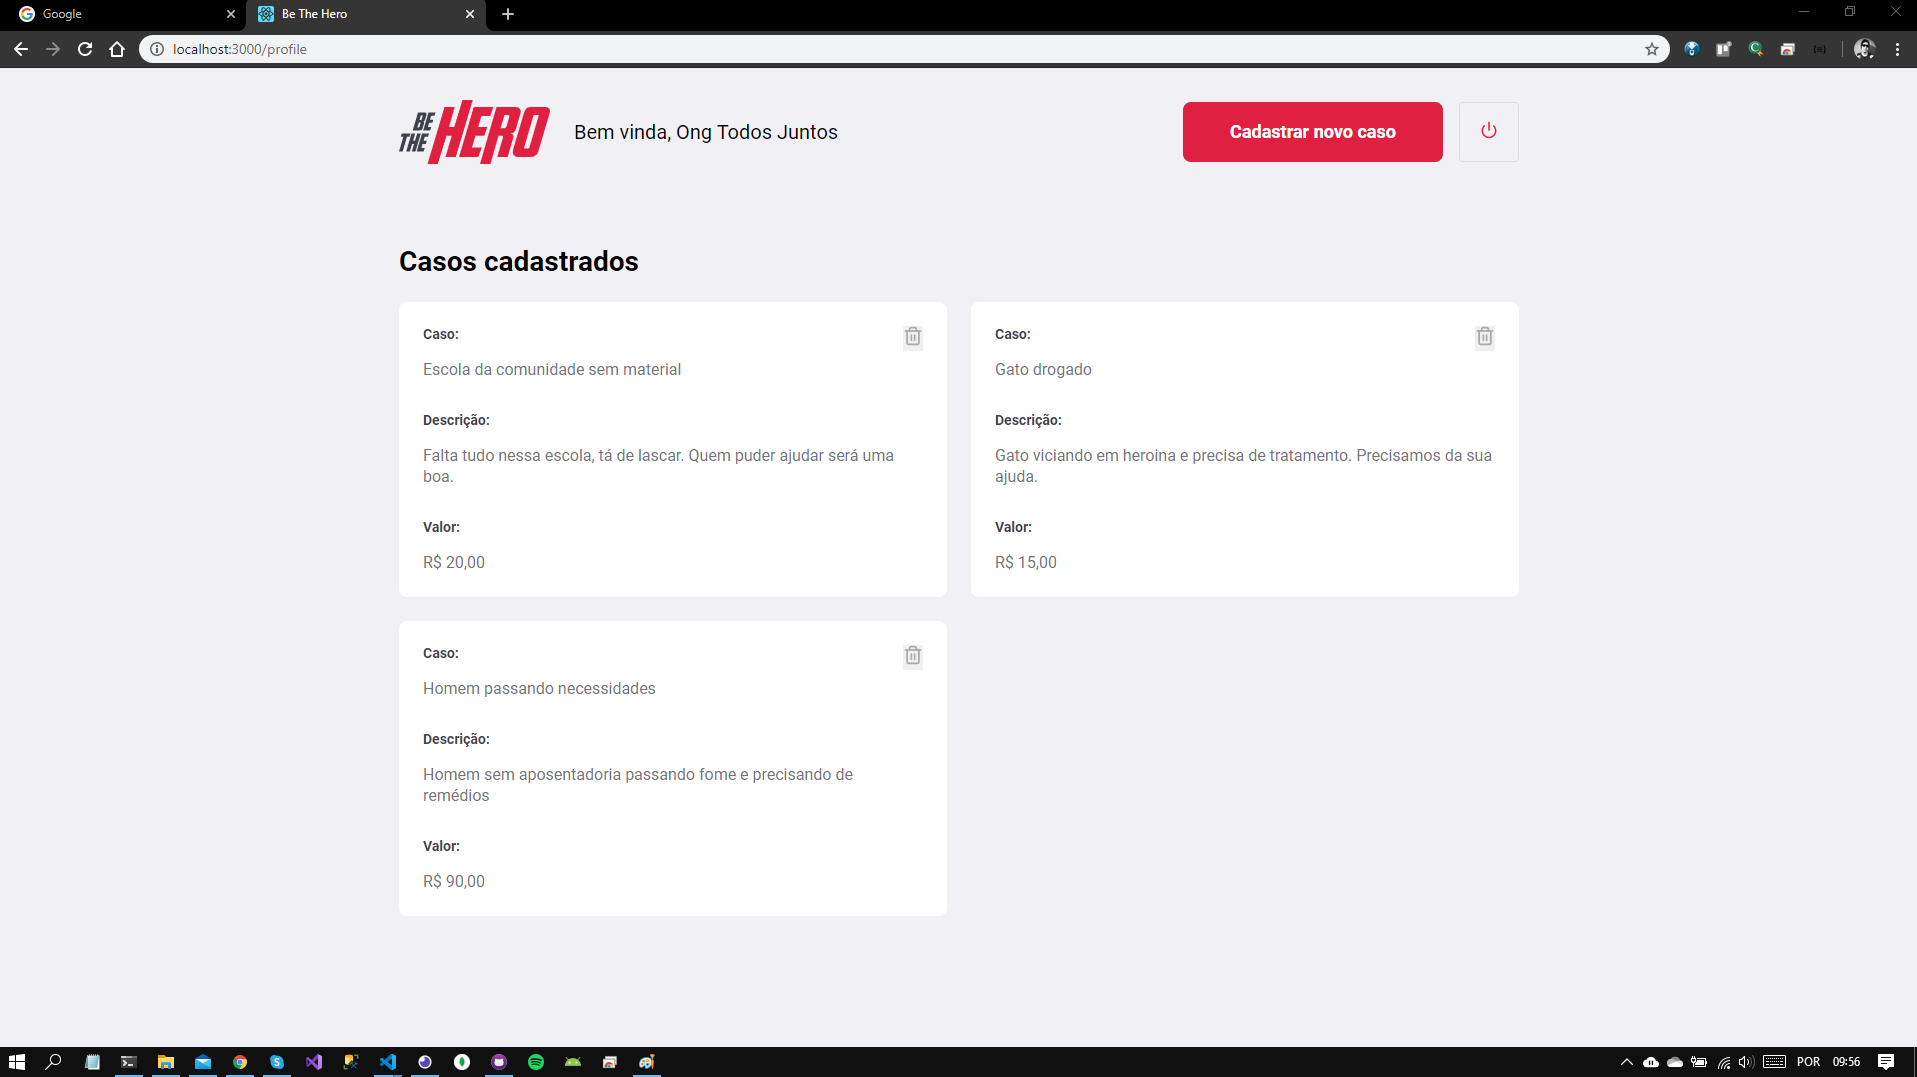 Google
Be The Hero
localhost:3000/profile
BE THE HERO
Bem vinda, Ong Todos Juntos
Cadastrar novo caso
Casos cadastrados
Caso:
Escola da comunidade sem material
Descrição:
Falta tudo nessa escola, tá de lascar. Quem puder ajudar será uma
boa.
Valor:
R$ 20,00
Caso:
Gato drogado
Descrição:
Gato viciando em heroina e precisa de tratamento. Precisamos da sua
ajuda.
Valor:
R$ 15,00
Caso:
Homem passando necessidades
Descrição:
Homem sem aposentadoria passando fome e precisando de
remédios
Valor:
R$ 90,00
POR
09:56